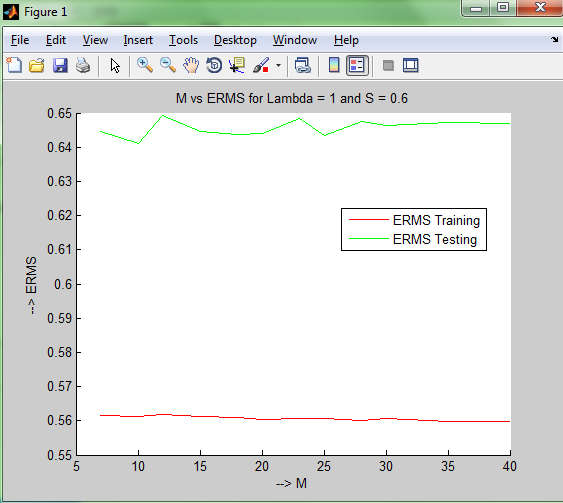 Figure 1
File Edit View Insert Tools Desktop Window Help
M vs ERMS for Lambda = 1 and S = 0.6
0.65
0.64
0.63
0.62
0.61
0.6
0.59
0.58
0.57
0.56
0.55
--> ERMS
ERMS Training
ERMS Testing
5 10 15 20 25 30 35 40
--> M